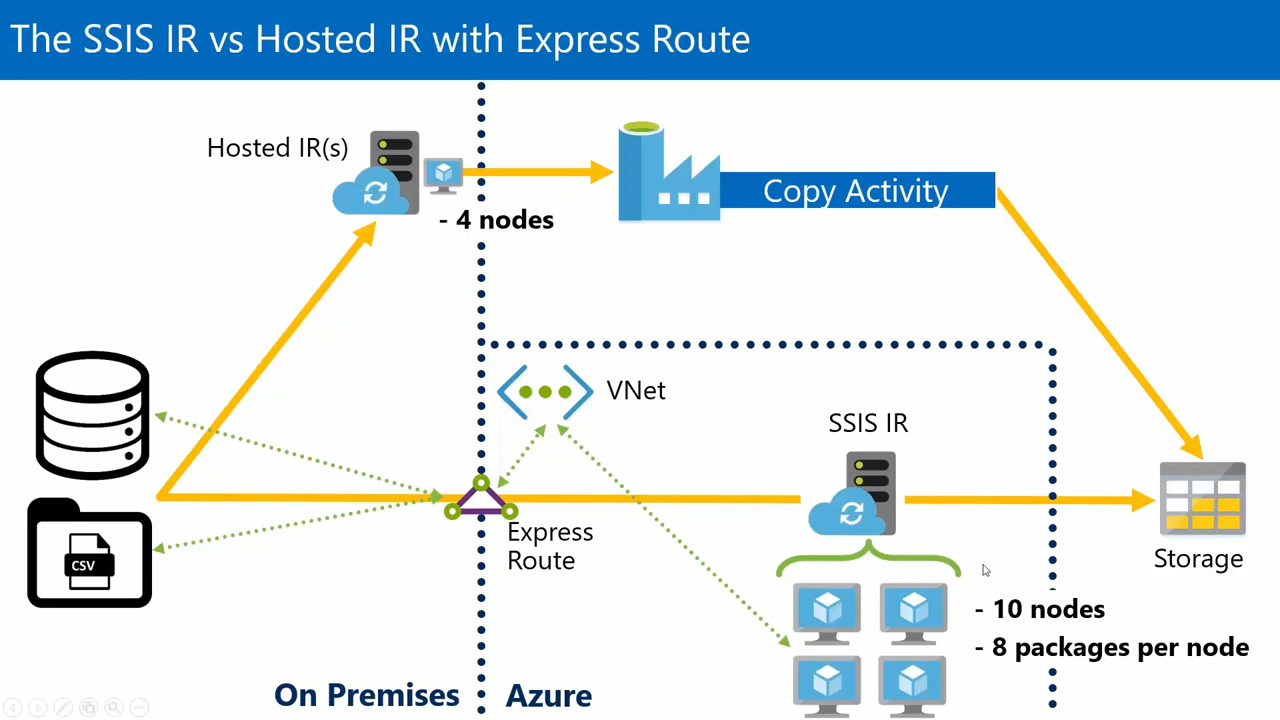 The SSIS IR vs Hosted IR with Express Route
Hosted IR(s)
- 4 nodes
Copy Activity
VNet
SSIS IR
CSV
Express
Route
Storage
- 10 nodes
- 8 packages per node
On Premises
Azure